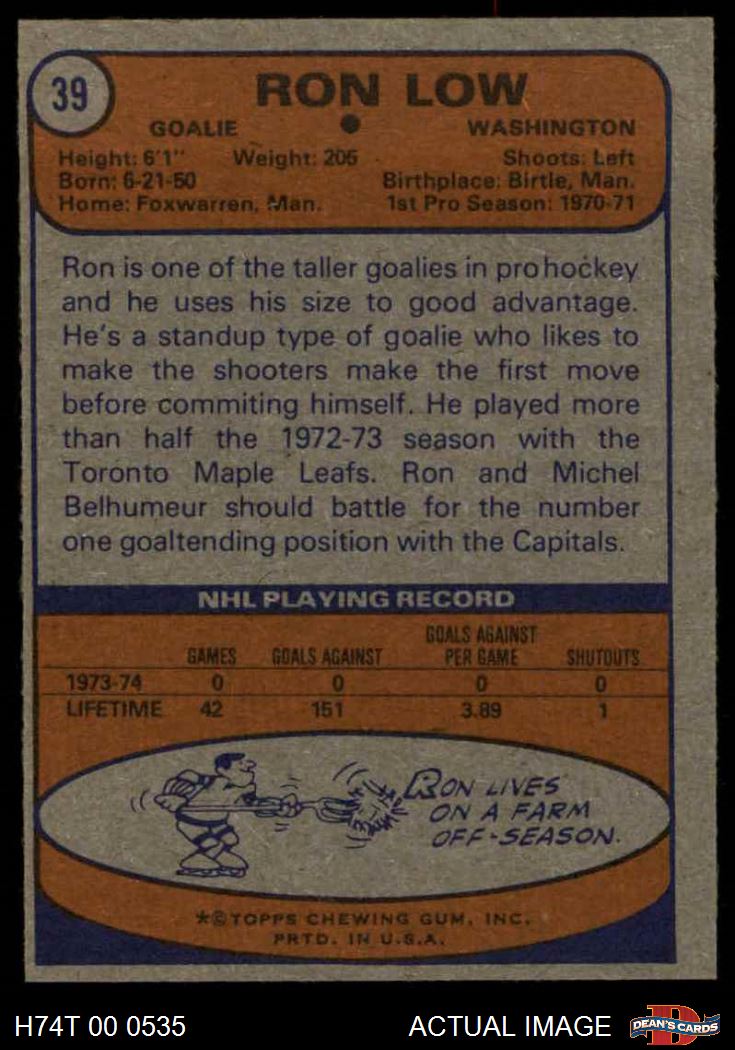 39
RON LOW
GOALIE • WASHINGTON
Height: 6'1" Weight: 205 Shoots: Left
Born: 6-21-50 Birthplace: Birtle, Man.
Home: Foxwarren, Man. 1st Pro Season: 1970-71
Ron is one of the taller goalies in pro hockey
and he uses his size to good advantage.
He's a standup type of goalie who likes to
make the shooters make the first move
before commiting himself. He played more
than half the 1972-73 season with the
Toronto Maple Leafs. Ron and Michel
Belhumeur should battle for the number
one goaltending position with the Capitals.
NHL PLAYING RECORD
GAMES GOALS AGAINST GOALS AGAINST PER GAME SHUTOUTS
1973-74 0 0 0 0
LIFETIME 42 151 3.89 1
RON LIVES
ON A FARM
OFF-SEASON.
*©TOPPS CHEWING GUM, INC.
PRTD. IN U.S.A.
H74T 00 0535 ACTUAL IMAGE DEAN'S CARDS